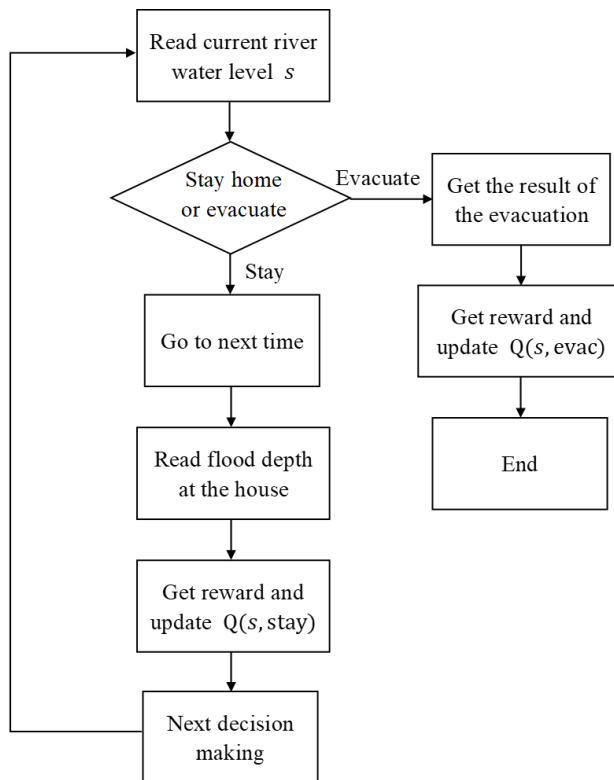 Read current river
water level s
Stay home
or evacuate
Evacuate
Get the result of
the evacuation
Stay
Get reward and
update Q(s, evac)
Go to next time
End
Read flood depth
at the house
Get reward and
update Q(s, stay)
Next decision
making